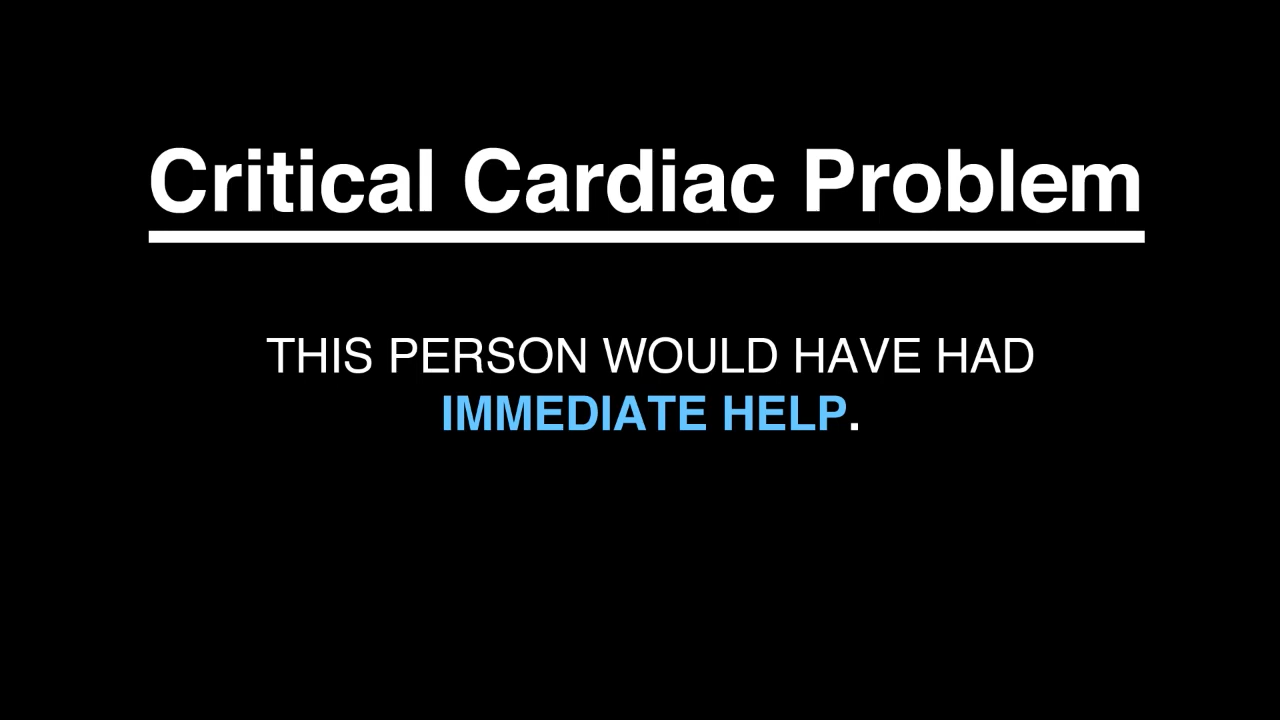 Critical Cardiac Problem
THIS PERSON WOULD HAVE HAD
IMMEDIATE HELP.